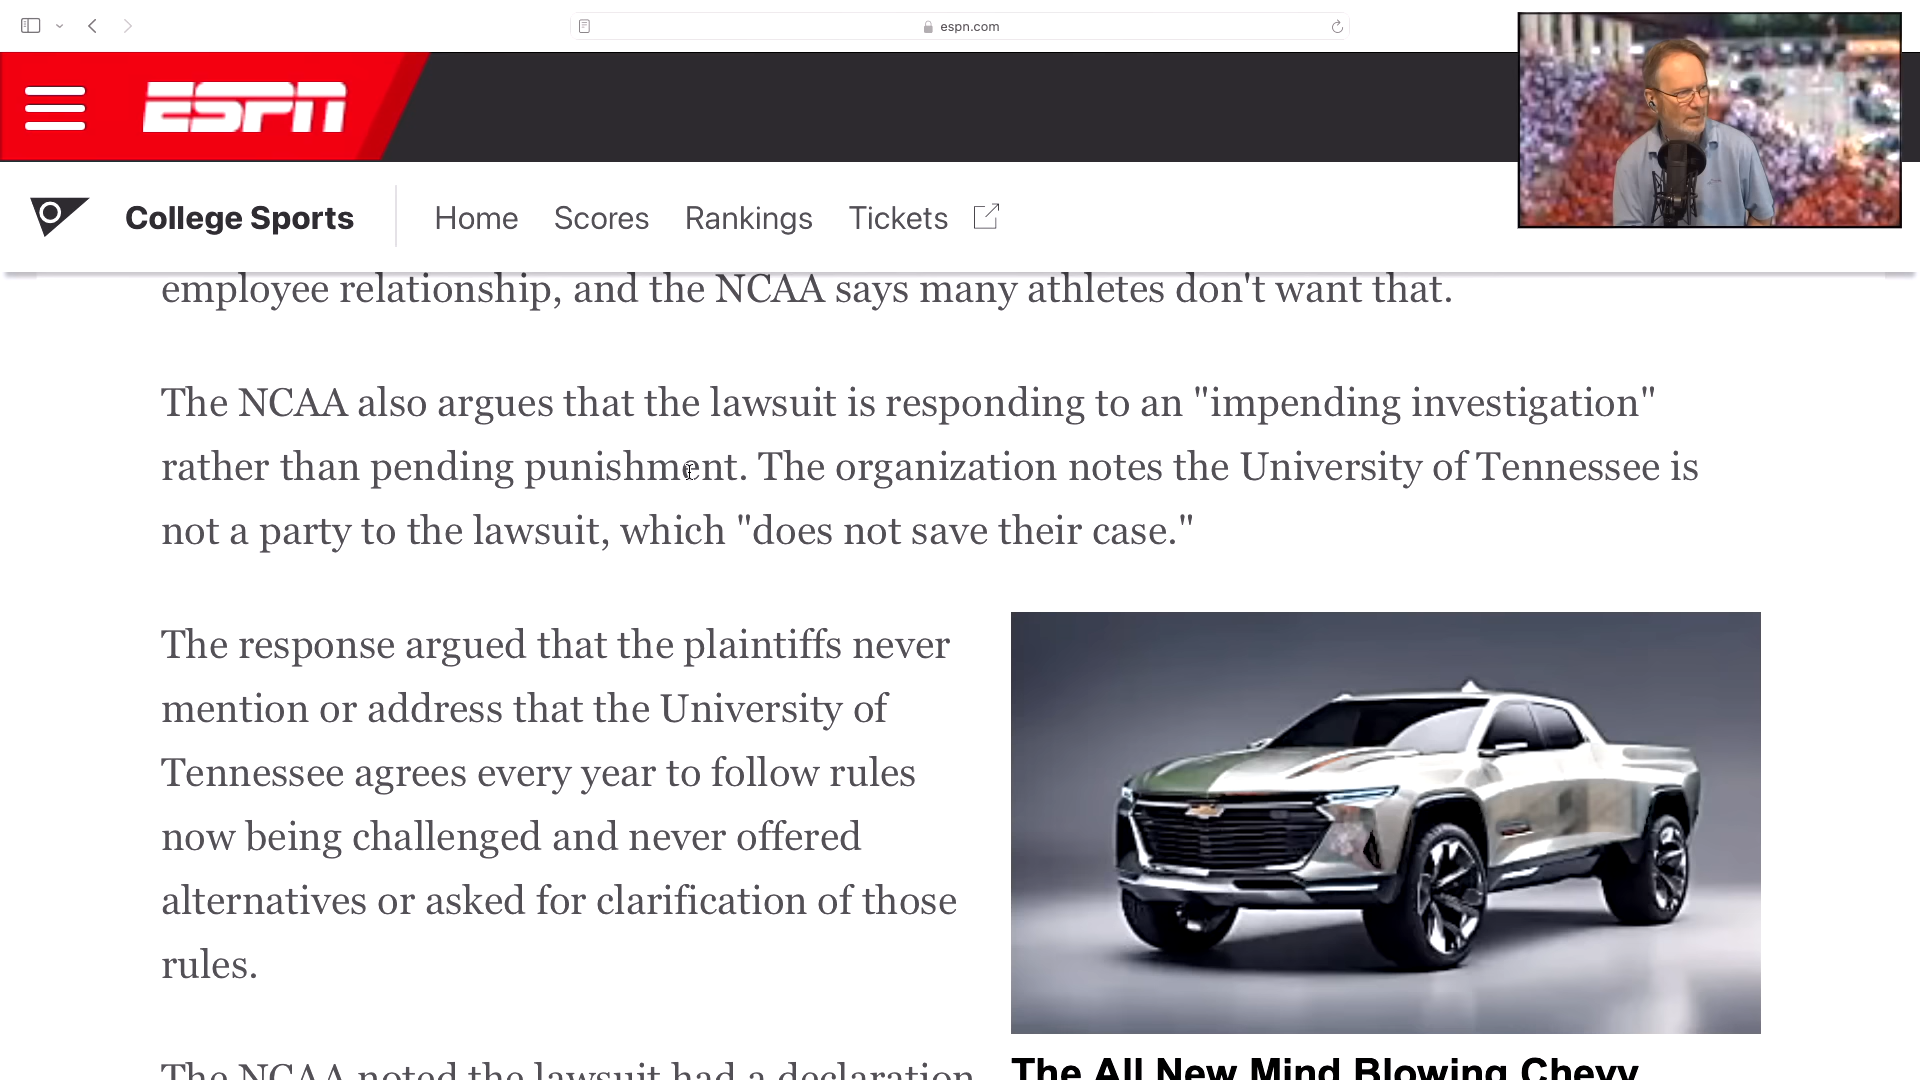 espn.com
ESPN
College Sports Home Scores Rankings Tickets
employee relationship, and the NCAA says many athletes don't want that.
The NCAA also argues that the lawsuit is responding to an "impending investigation"
rather than pending punishment. The organization notes the University of Tennessee is
not a party to the lawsuit, which "does not save their case."
The response argued that the plaintiffs never
mention or address that the University of
Tennessee agrees every year to follow rules
now being challenged and never offered
alternatives or asked for clarification of those
rules.
The NCAA noted the lawsuit had a declaration
The All New Mind Blowing Chevy